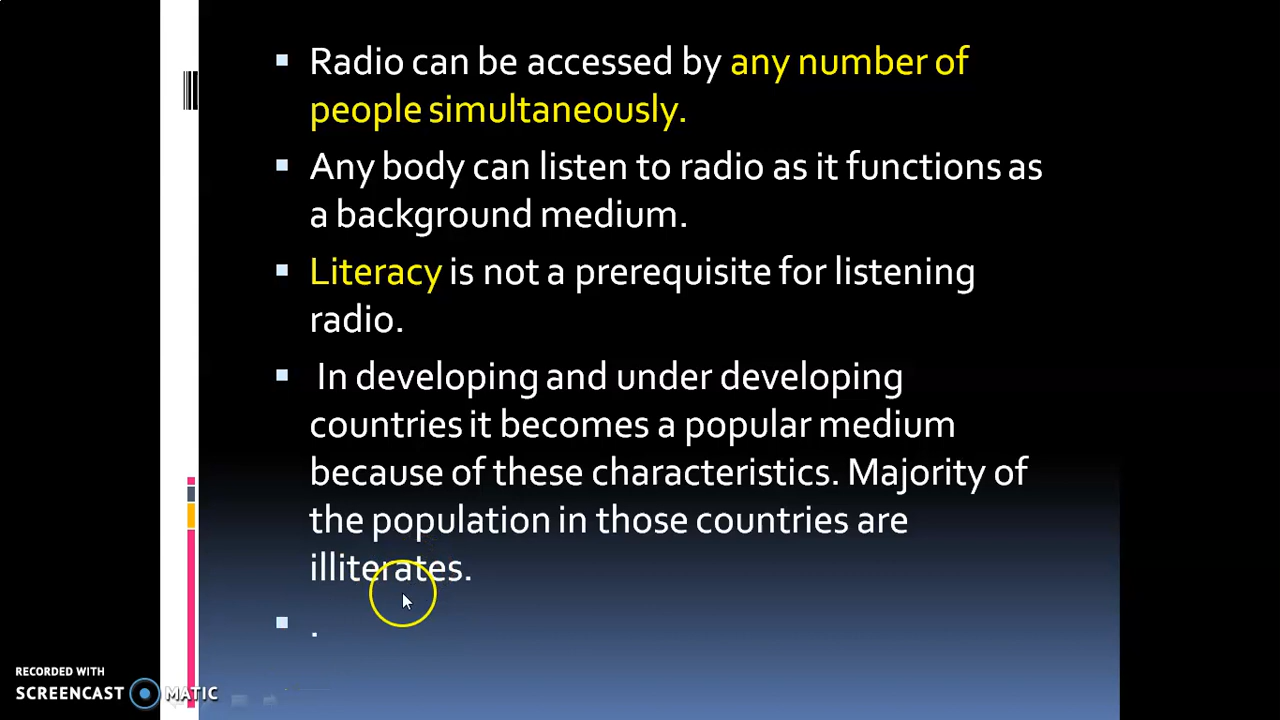 Radio can be accessed by any number of
people simultaneously.
Any body can listen to radio as it functions as
a background medium.
Literacy is not a prerequisite for listening
radio.
In developing and under developing
countries it becomes a popular medium
because of these characteristics. Majority of
the population in those countries are
illiterates.
.
RECORDED WITH
SCREENCAST MATIC